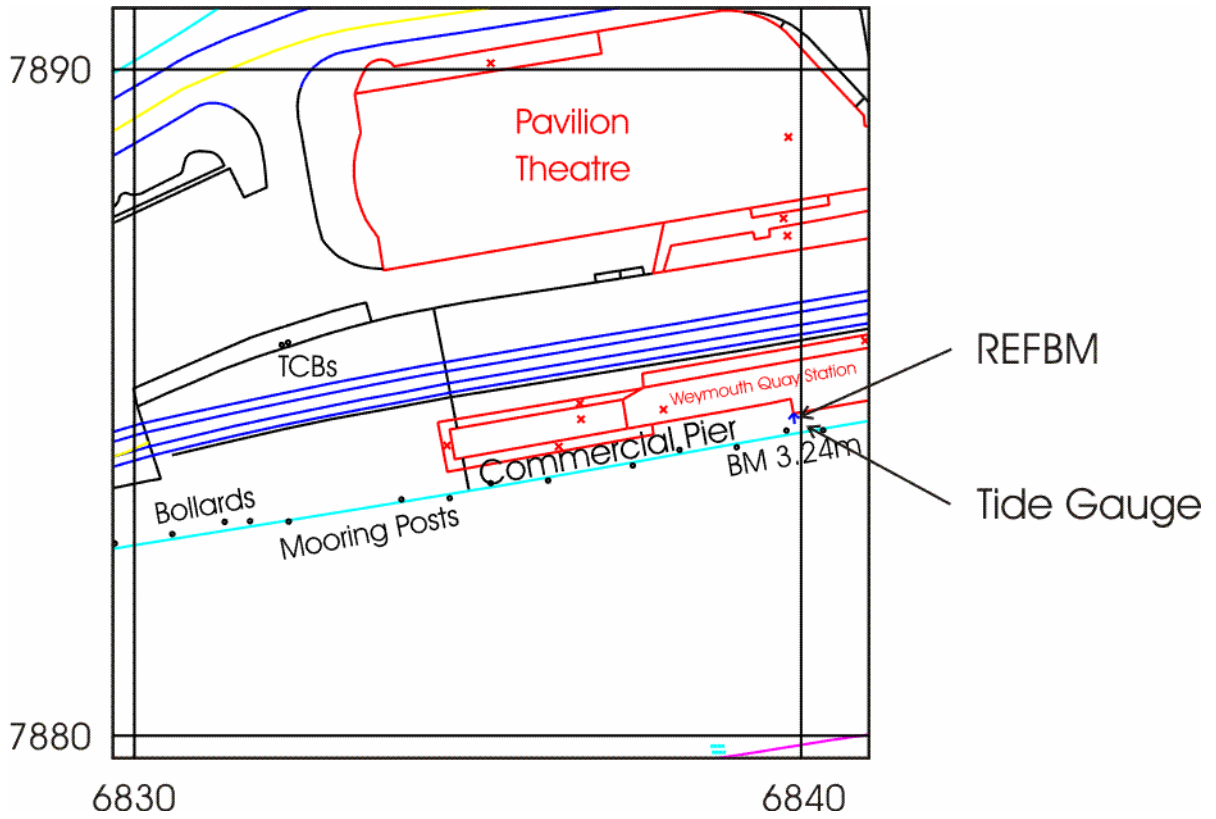 7890
Pavilion
Theatre
REFBM
TCBs
Weymouth Quay Station
Commercial Pier
BM 3.24m
Bollards
Tide Gauge
Mooring Posts
7880
6830
6840